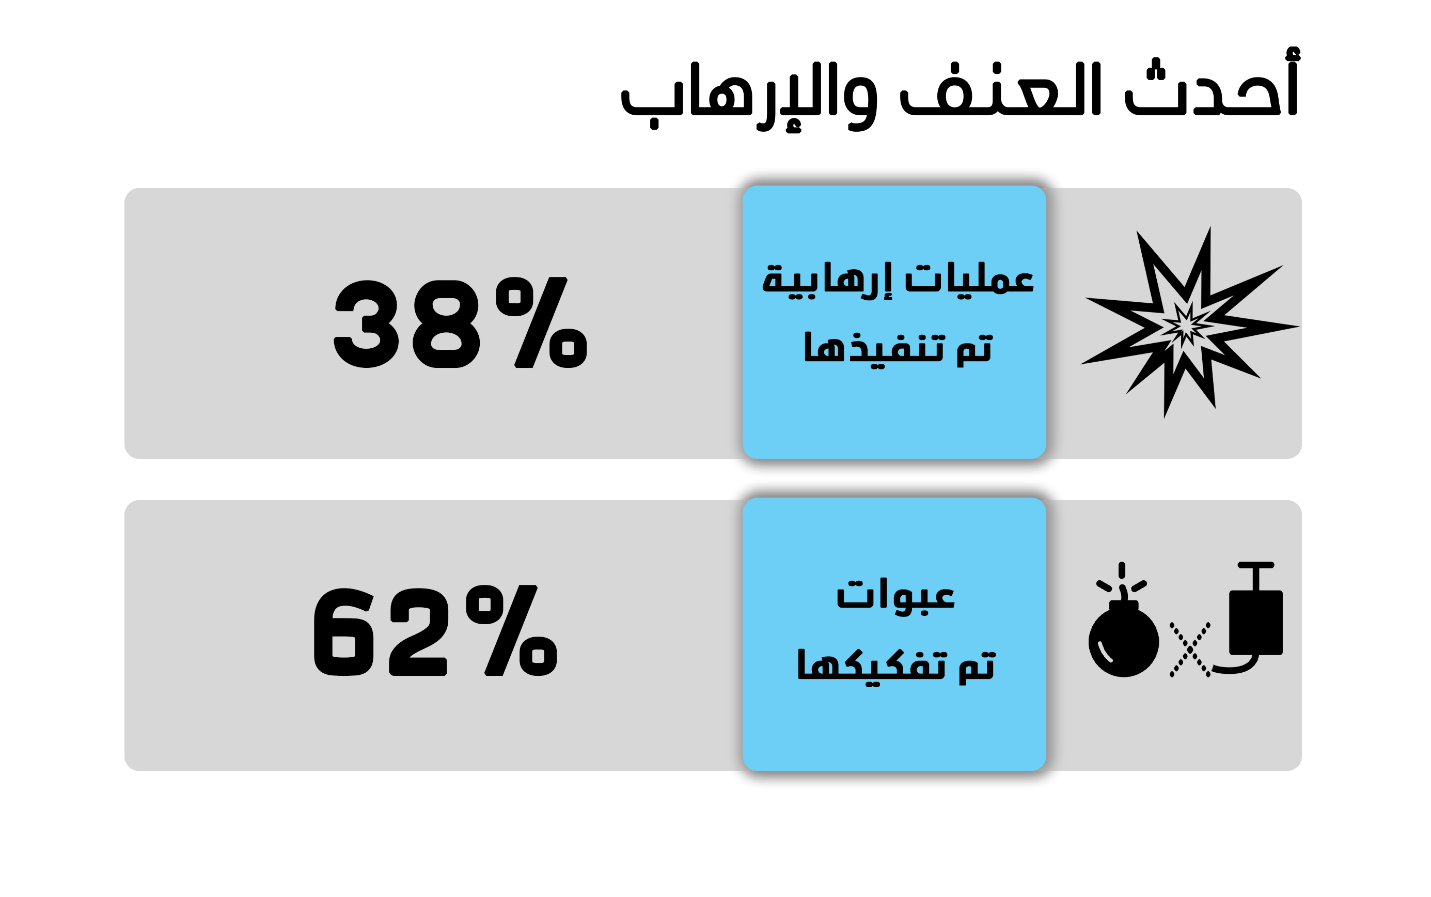 أحدث العنف والإرهاب
عمليات إرهابية
تم تنفيذها
38%
عبوات
تم تفكيكها
62%